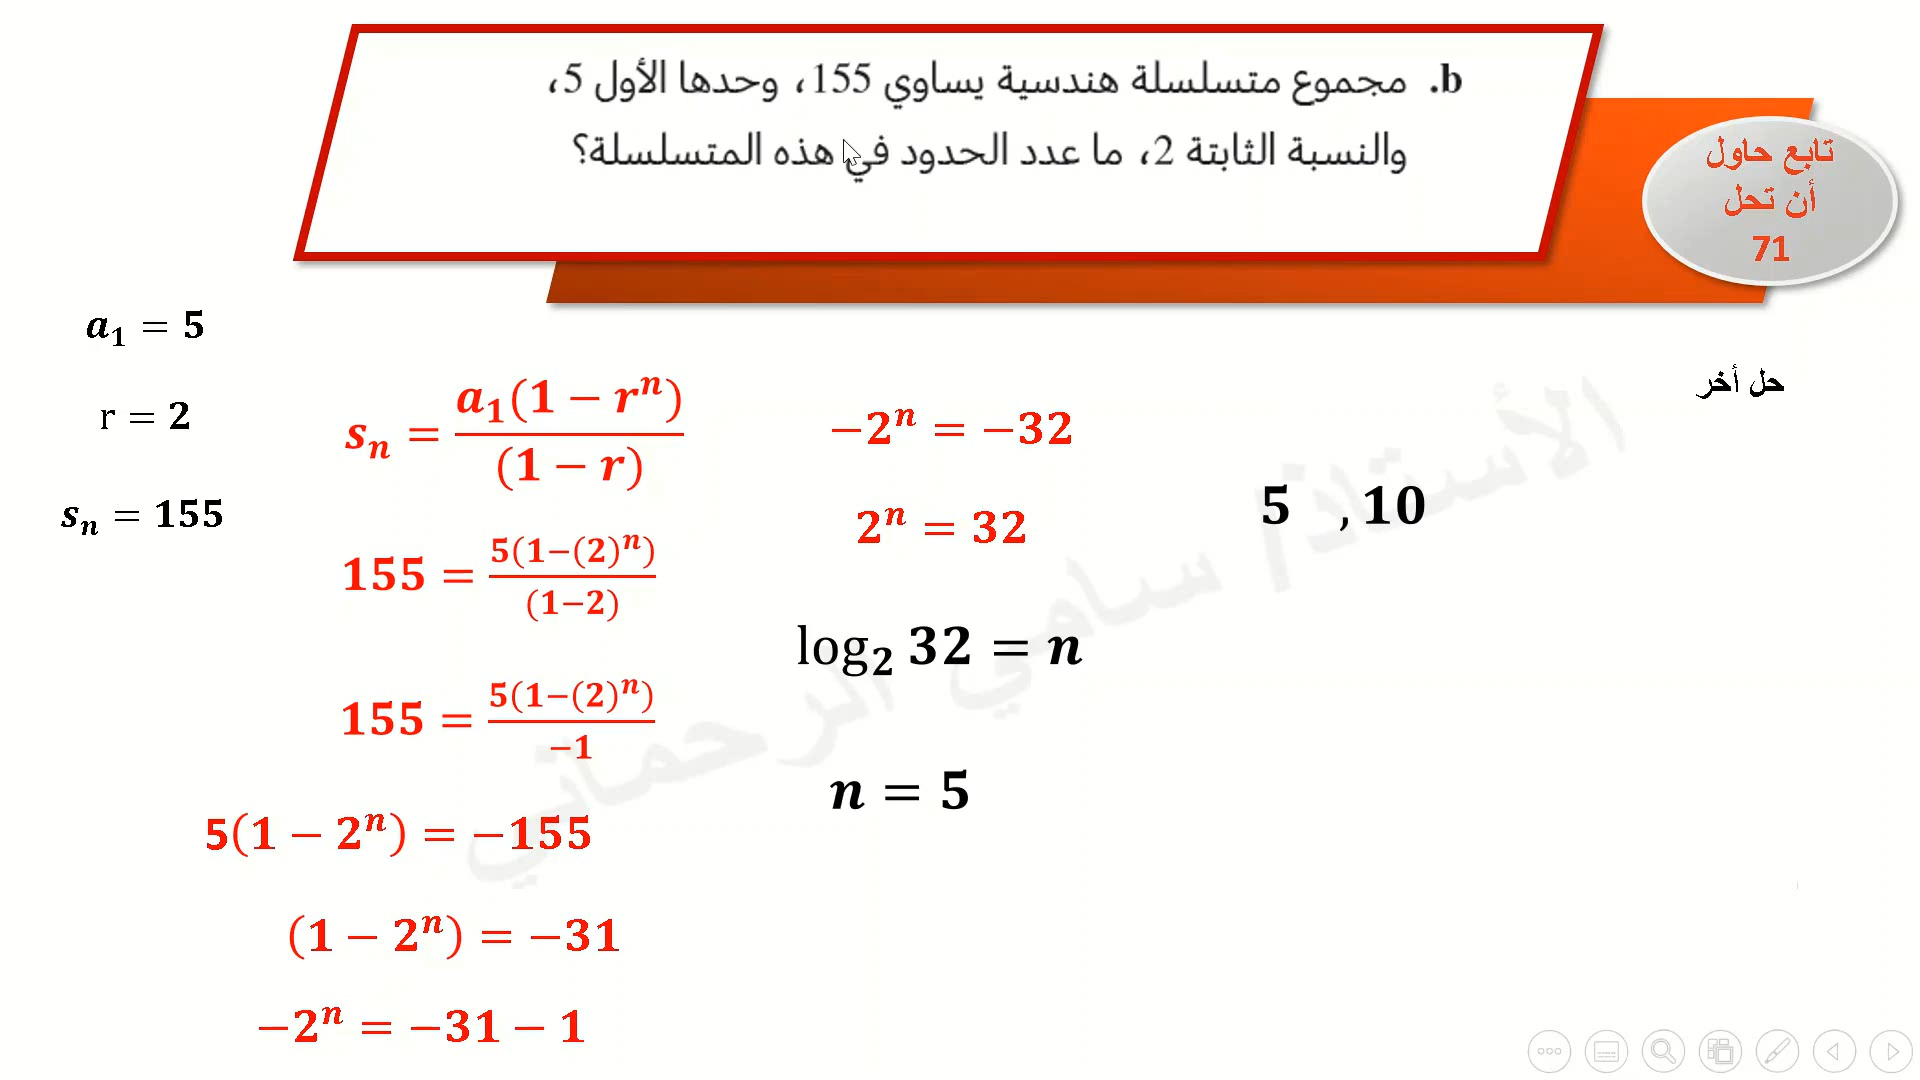 b. مجموع متسلسلة هندسية يساوي 155، وحدها الأول 5،
والنسبة الثابتة 2، ما عدد الحدود في هذه المتسلسلة؟
تابع حاول
أن تحل
71
a₁ = 5
r = 2
sₙ = 155
sₙ = a₁(1 − rⁿ) / (1 − r)
155 = 5(1−(2)ⁿ) / (1−2)
155 = 5(1−(2)ⁿ) / −1
5(1 − 2ⁿ) = −155
(1 − 2ⁿ) = −31
−2ⁿ = −31 − 1
−2ⁿ = −32
2ⁿ = 32
log₂ 32 = n
n = 5
حل أخر
5 , 10
الأستاذ/ سامي الرحماني